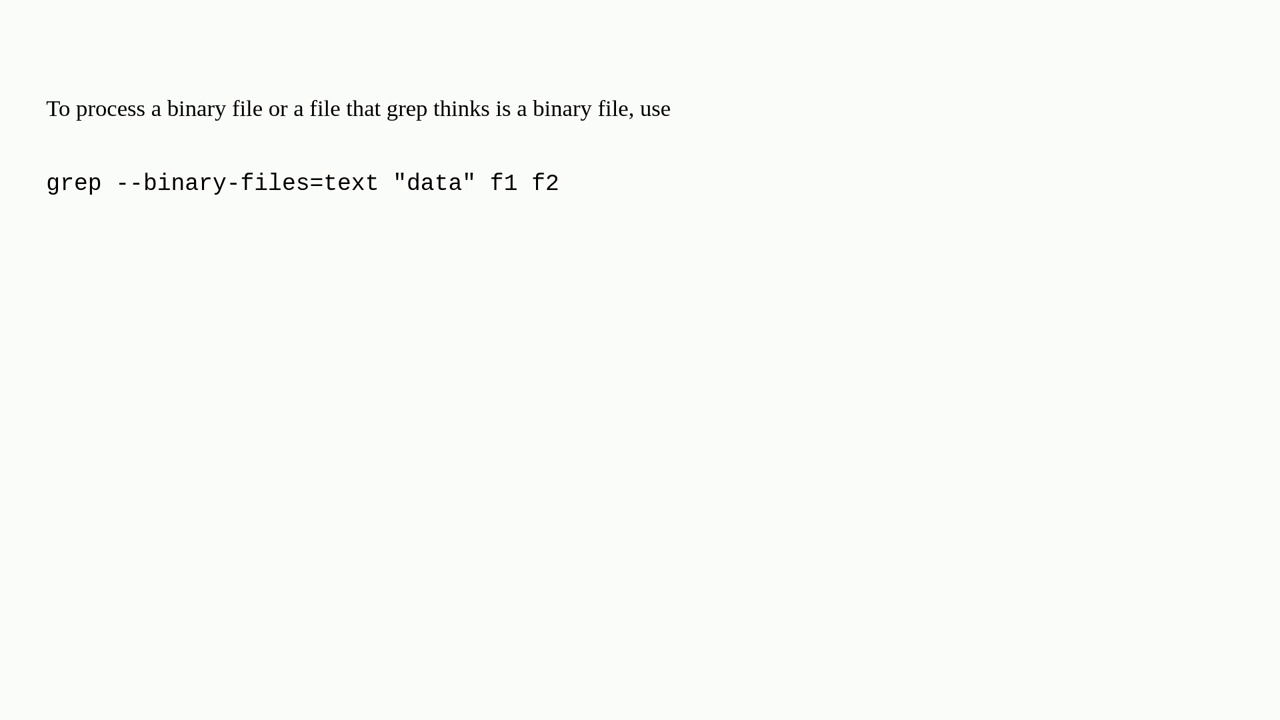 To process a binary file or a file that grep thinks is a binary file, use
grep --binary-files=text "data" f1 f2